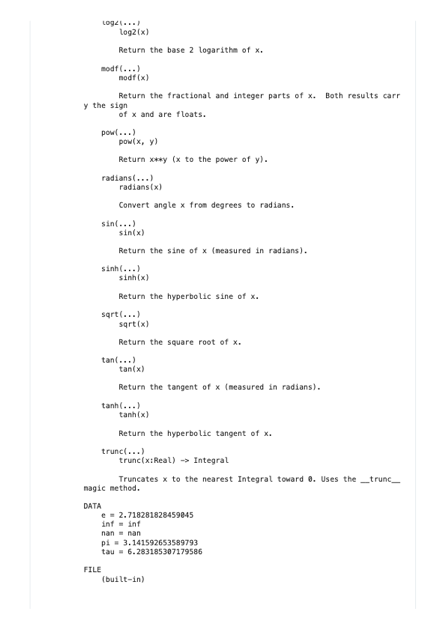 log2(...)
log2(x)
Return the base 2 logarithm of x.
modf(...)
modf(x)
Return the fractional and integer parts of x.  Both results carr
y the sign
of x and are floats.
pow(...)
pow(x, y)
Return x**y (x to the power of y).
radians(...)
radians(x)
Convert angle x from degrees to radians.
sin(...)
sin(x)
Return the sine of x (measured in radians).
sinh(...)
sinh(x)
Return the hyperbolic sine of x.
sqrt(...)
sqrt(x)
Return the square root of x.
tan(...)
tan(x)
Return the tangent of x (measured in radians).
tanh(...)
tanh(x)
Return the hyperbolic tangent of x.
trunc(...)
trunc(x:Real) -> Integral
Truncates x to the nearest Integral toward 0. Uses the __trunc__
magic method.
DATA
e = 2.718281828459045
inf = inf
nan = nan
pi = 3.141592653589793
tau = 6.283185307179586
FILE
(built-in)